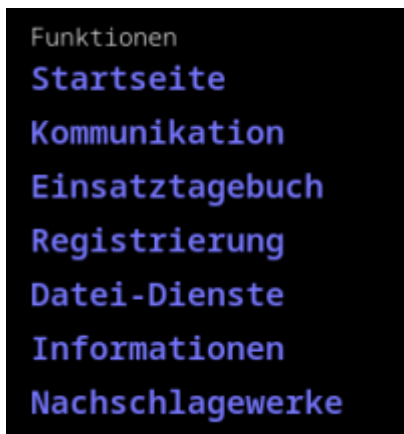 Funktionen
Startseite
Kommunikation
Einsatztagebuch
Registrierung
Datei-Dienste
Informationen
Nachschlagewerke